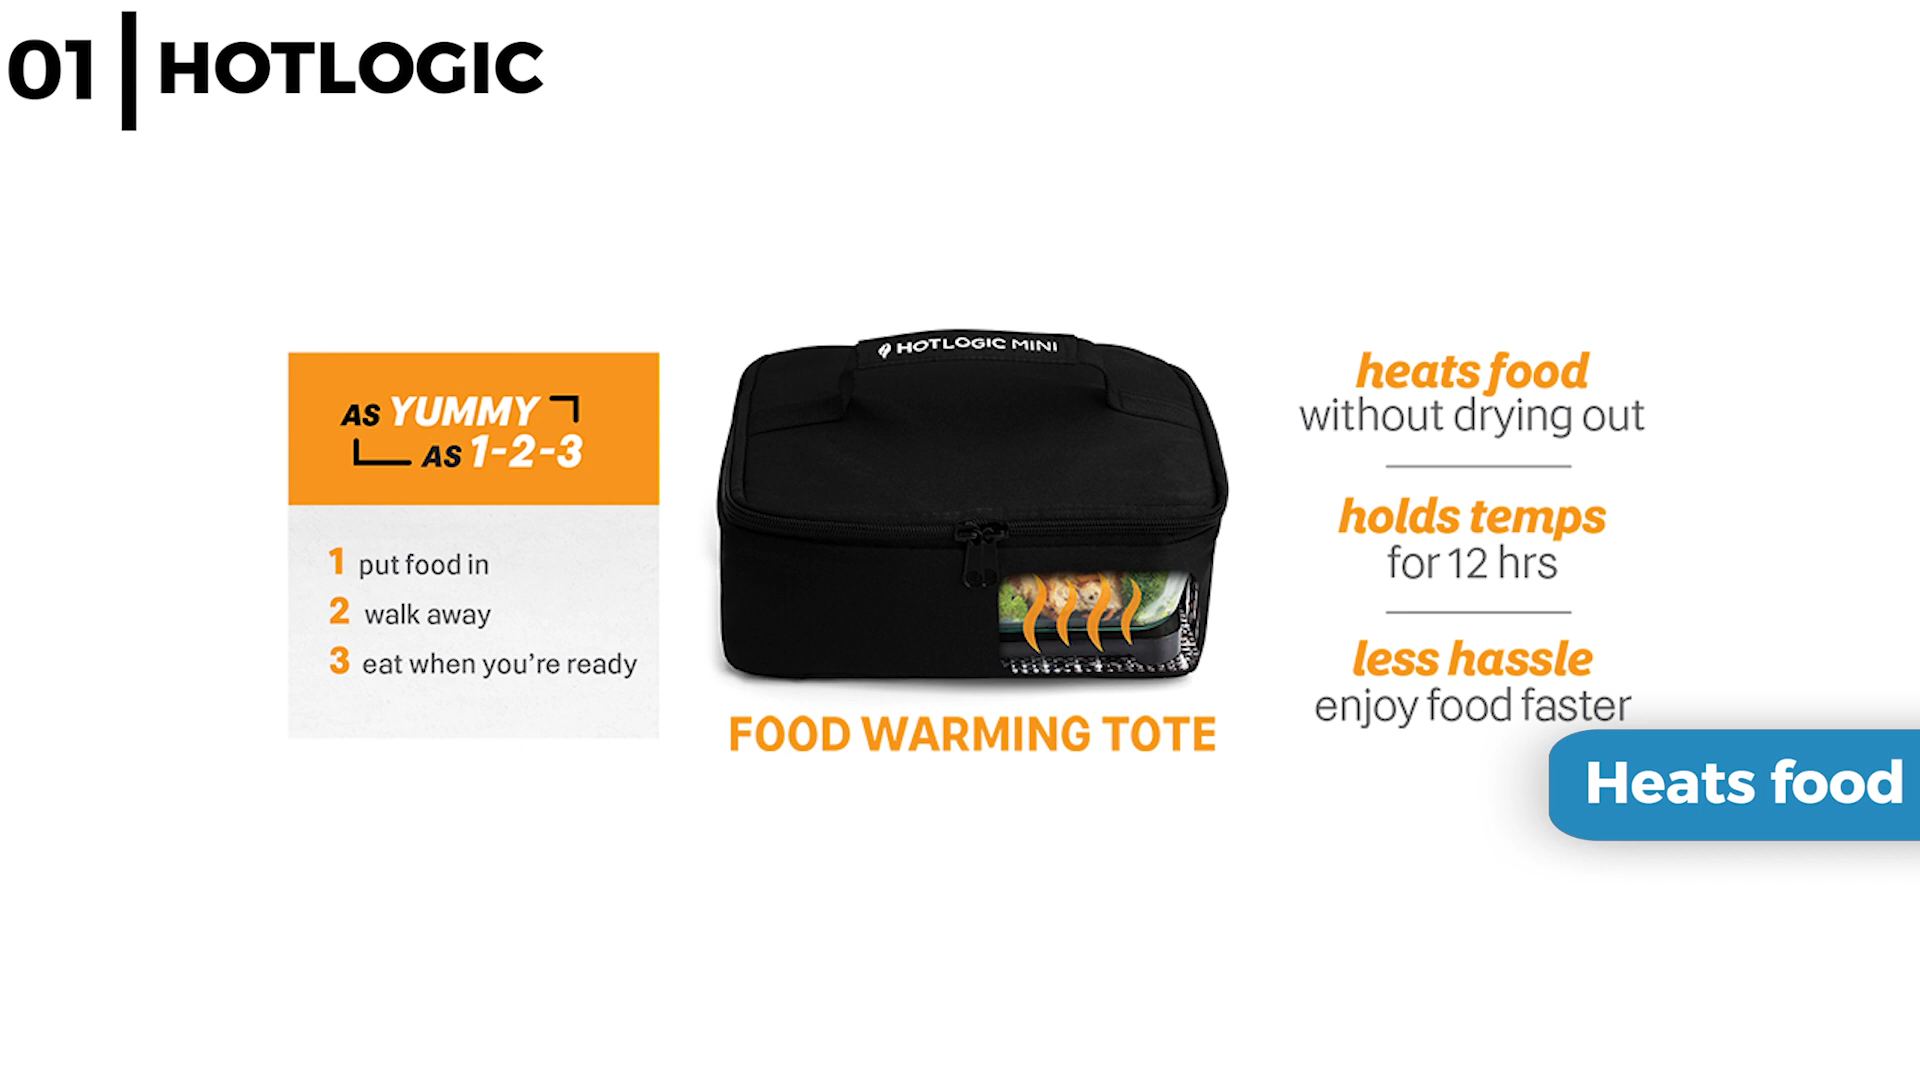 01 | HOTLOGIC
AS YUMMY
AS 1-2-3
1 put food in
2 walk away
3 eat when you're ready
HOTLOGIC MINI
FOOD WARMING TOTE
heats food
without drying out
holds temps
for 12 hrs
less hassle
enjoy food faster
Heats food